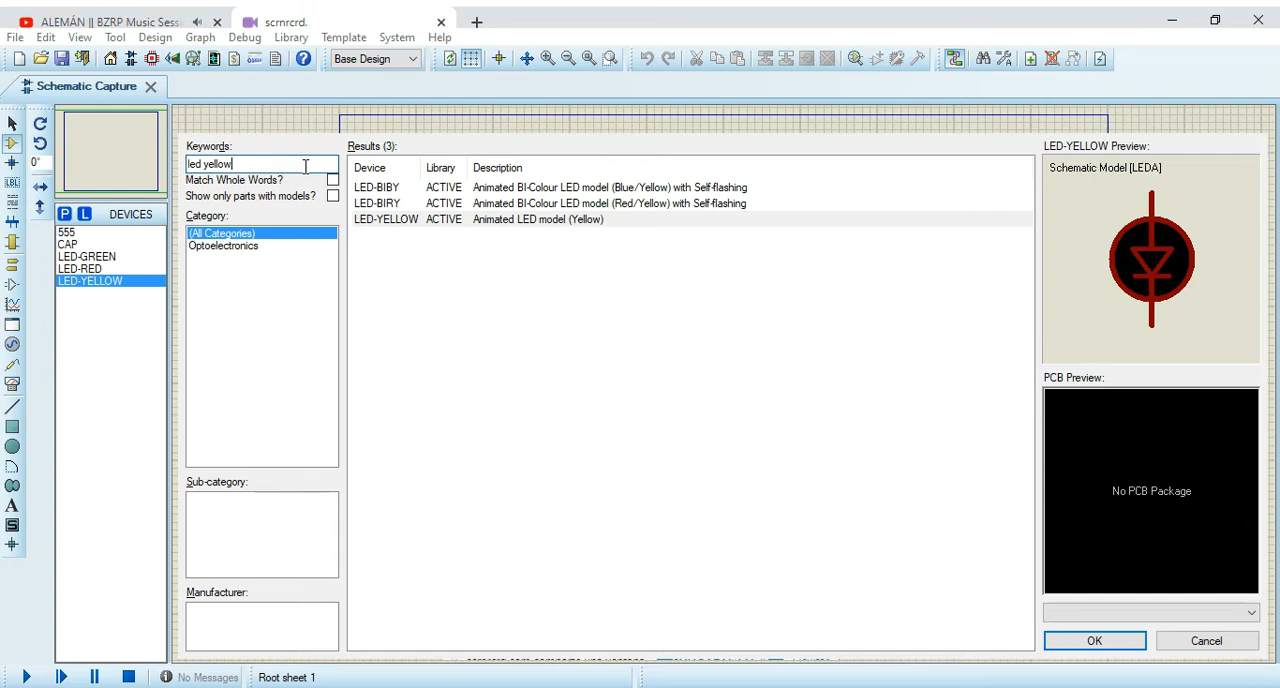 ALEMÁN || BZRP Music Sess
scrnrcrd.
File Edit View Tool Design Graph Debug Library Template System Help
Base Design
Schematic Capture
0°
P L DEVICES
555
CAP
LED-GREEN
LED-RED
LED-YELLOW
Keywords:
led yellow
Match Whole Words?
Show only parts with models?
Category:
(All Categories)
Optoelectronics
Sub-category:
Manufacturer:
Results (3):
Device Library Description
LED-BIBY ACTIVE Animated BI-Colour LED model (Blue/Yellow) with Self-flashing
LED-BIRY ACTIVE Animated BI-Colour LED model (Red/Yellow) with Self-flashing
LED-YELLOW ACTIVE Animated LED model (Yellow)
LED-YELLOW Preview:
Schematic Model [LEDA]
PCB Preview:
No PCB Package
OK Cancel
No Messages Root sheet 1